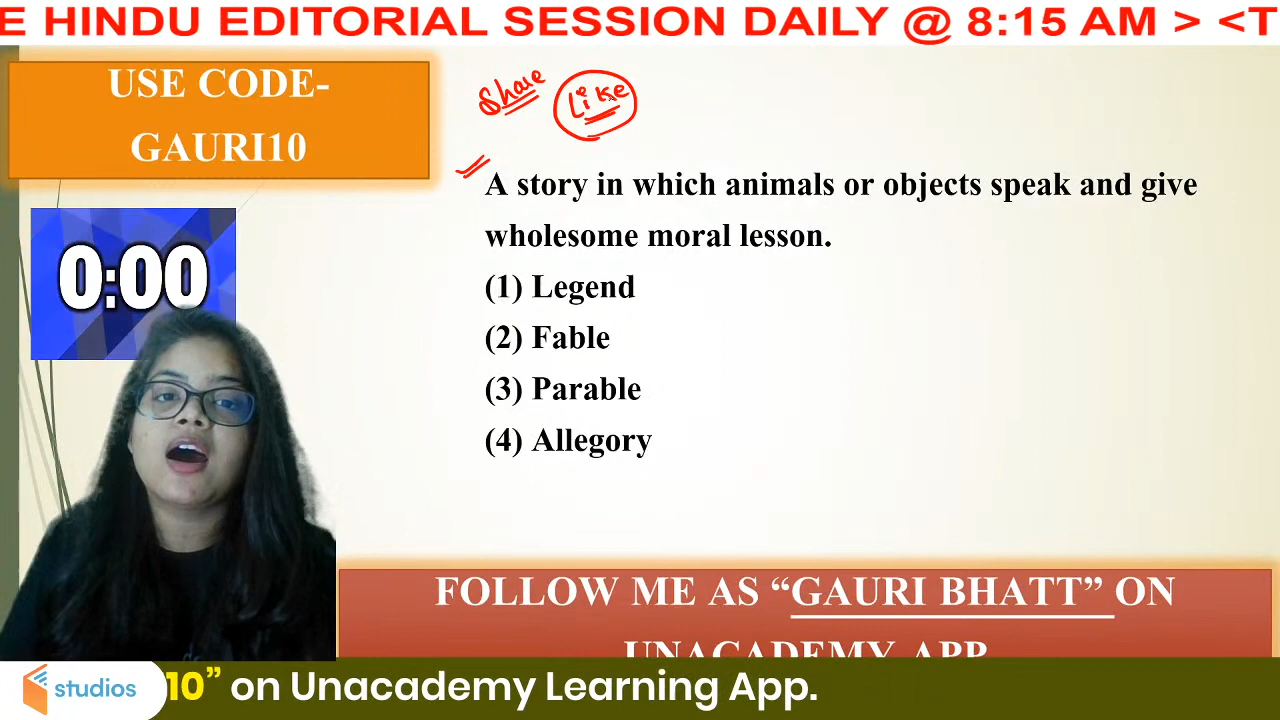 E HINDU EDITORIAL SESSION DAILY @ 8:15 AM > <T
USE CODE-
GAURI10
Share Like
A story in which animals or objects speak and give
wholesome moral lesson.
(1) Legend
(2) Fable
(3) Parable
(4) Allegory
0:00
FOLLOW ME AS “GAURI BHATT” ON
UNACADEMY APP
studios
10” on Unacademy Learning App.